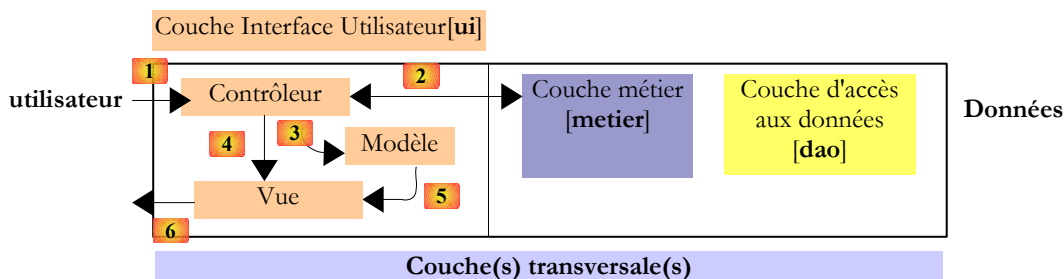 Couche Interface Utilisateur[ui]
1
2
utilisateur
Contrôleur
Couche métier
[metier]
Couche d'accès
aux données
[dao]
Données
4
3
Modèle
Vue
5
6
Couche(s) transversale(s)